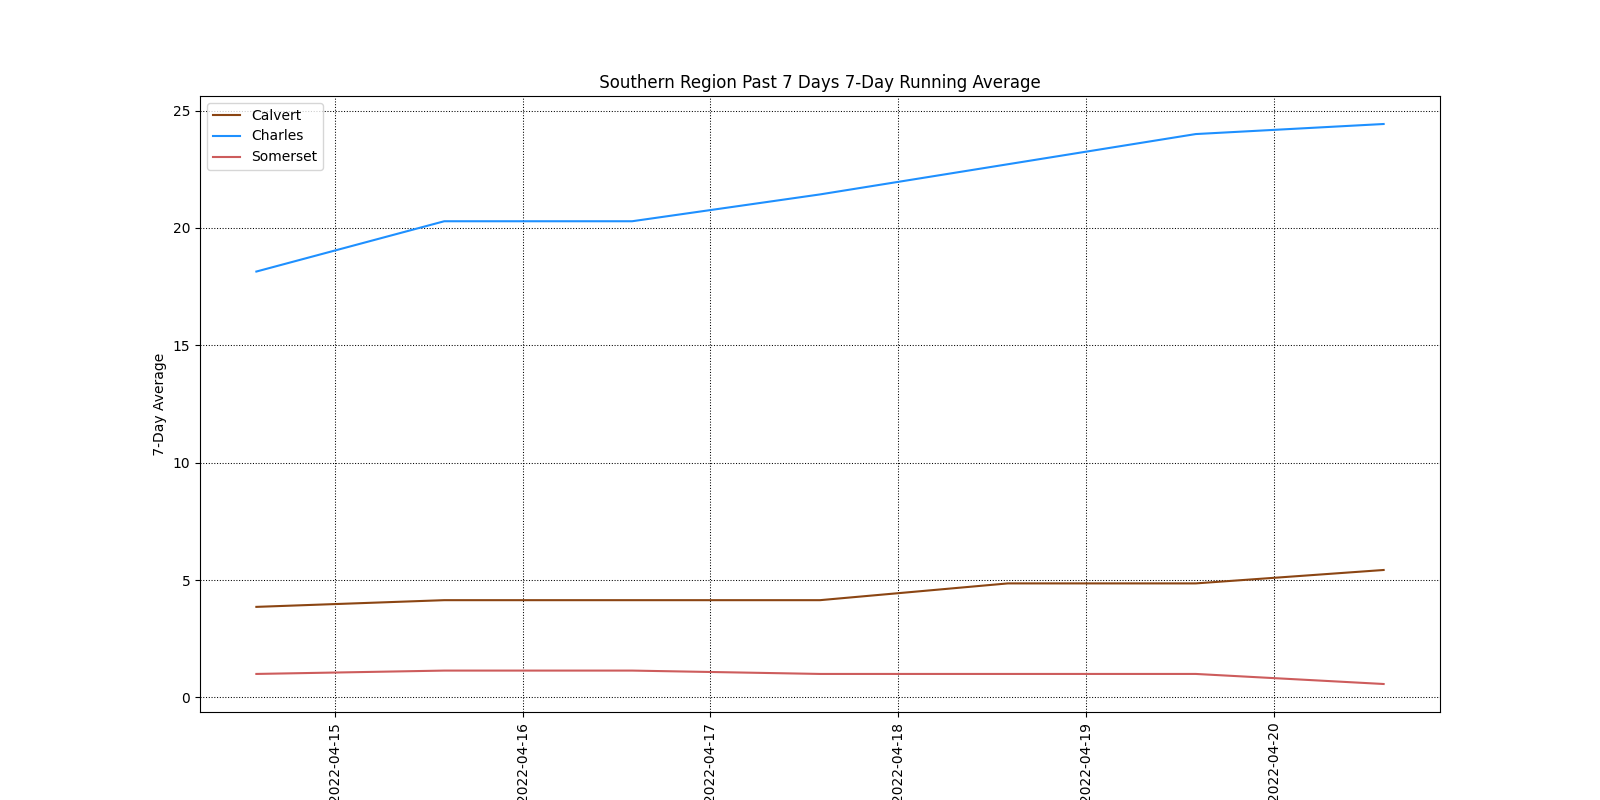 Southern Region Past 7 Days 7-Day Running Average
Calvert
Charles
Somerset
7-Day Average
25
20
15
10
5
0
2022-04-15
2022-04-16
2022-04-17
2022-04-18
2022-04-19
2022-04-20